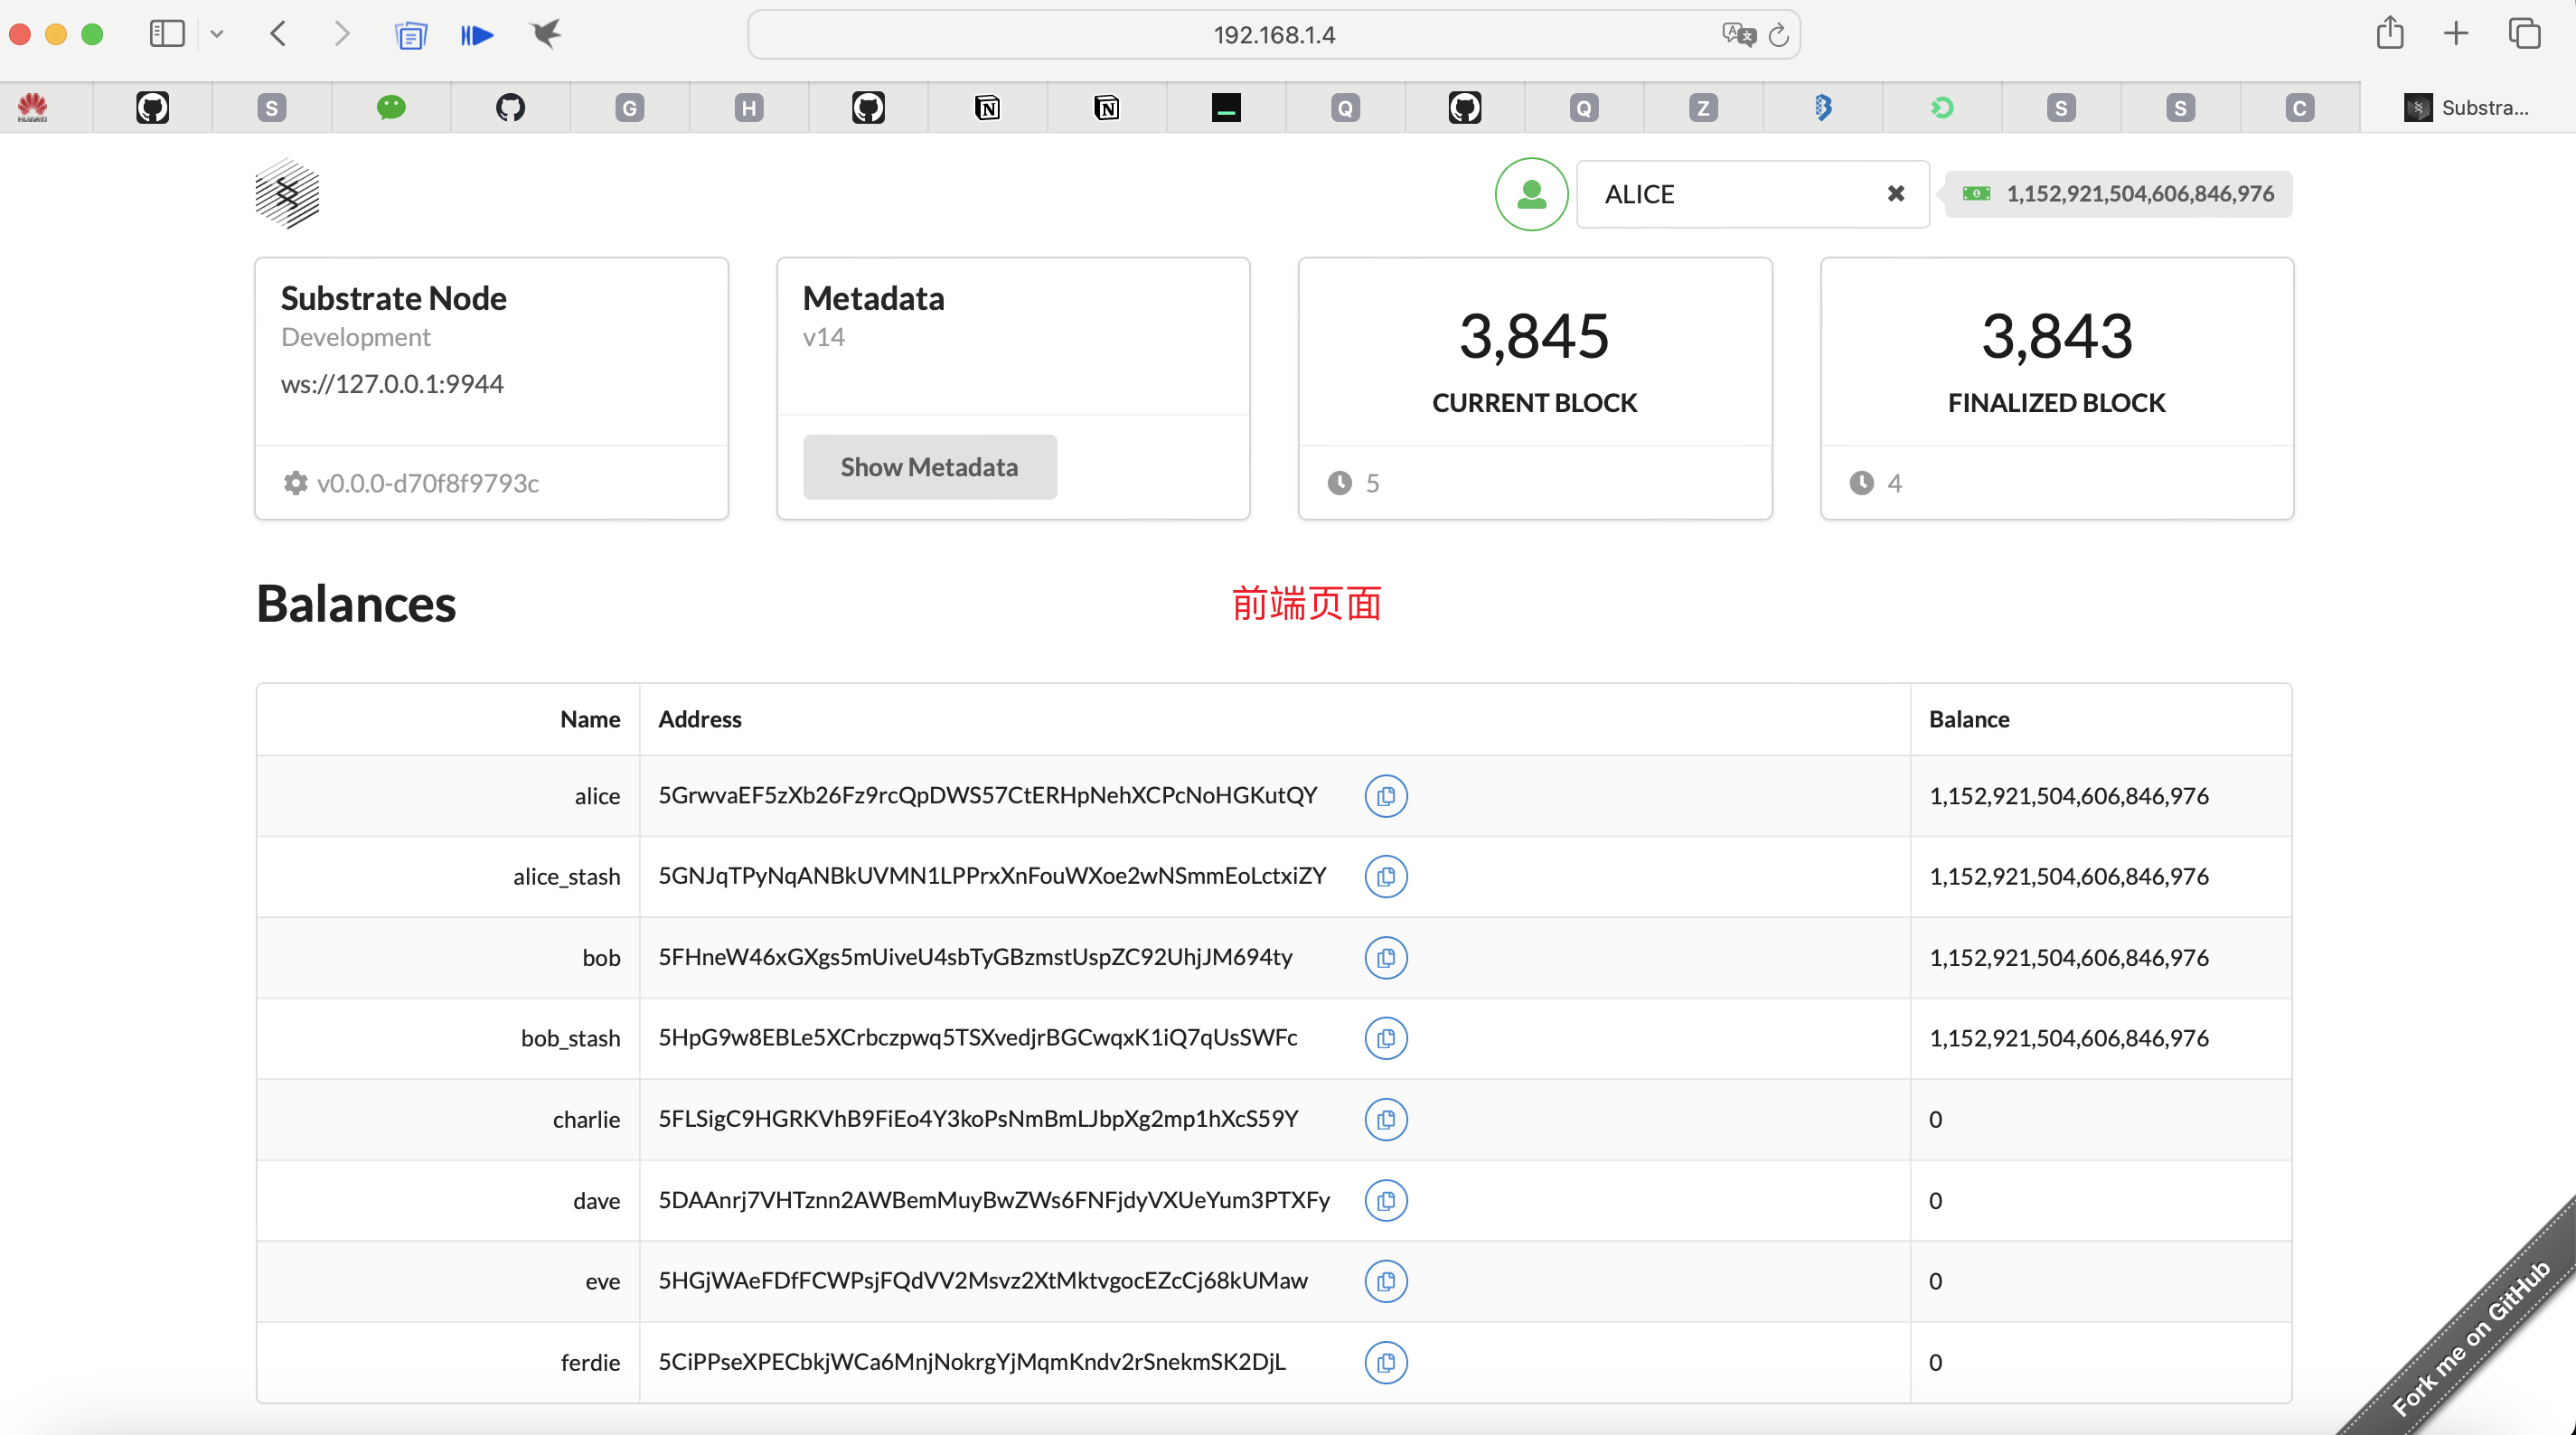 192.168.1.4
HUAWEI
S
G
H
N
N
Q
Q
Z
S
S
C
Substra...
ALICE
1,152,921,504,606,846,976
Substrate Node
Development
ws://127.0.0.1:9944
v0.0.0-d70f8f9793c
Metadata
v14
Show Metadata
3,845
CURRENT BLOCK
5
3,843
FINALIZED BLOCK
4
Balances
前端页面
Name Address Balance
alice 5GrwvaEF5zXb26Fz9rcQpDWS57CtERHpNehXCPcNoHGKutQY 1,152,921,504,606,846,976
alice_stash 5GNJqTPyNqANBkUVMN1LPPrxXnFouWXoe2wNSmmEoLctxiZY 1,152,921,504,606,846,976
bob 5FHneW46xGXgs5mUiveU4sbTyGBzmstUspZC92UhjJM694ty 1,152,921,504,606,846,976
bob_stash 5HpG9w8EBLe5XCrbczpwq5TSXvedjrBGCwqxK1iQ7qUsSWFc 1,152,921,504,606,846,976
charlie 5FLSigC9HGRKVhB9FiEo4Y3koPsNmBmLJbpXg2mp1hXcS59Y 0
dave 5DAAnrj7VHTznn2AWBemMuyBwZWs6FNFjdyVXUeYum3PTXFy 0
eve 5HGjWAeFDfFCWPsjFQdVV2Msvz2XtMktvgocEZcCj68kUMaw 0
ferdie 5CiPPseXPECbkjWCa6MnjNokrgYjMqmKndv2rSnekmSK2DjL 0
Fork me on GitHub